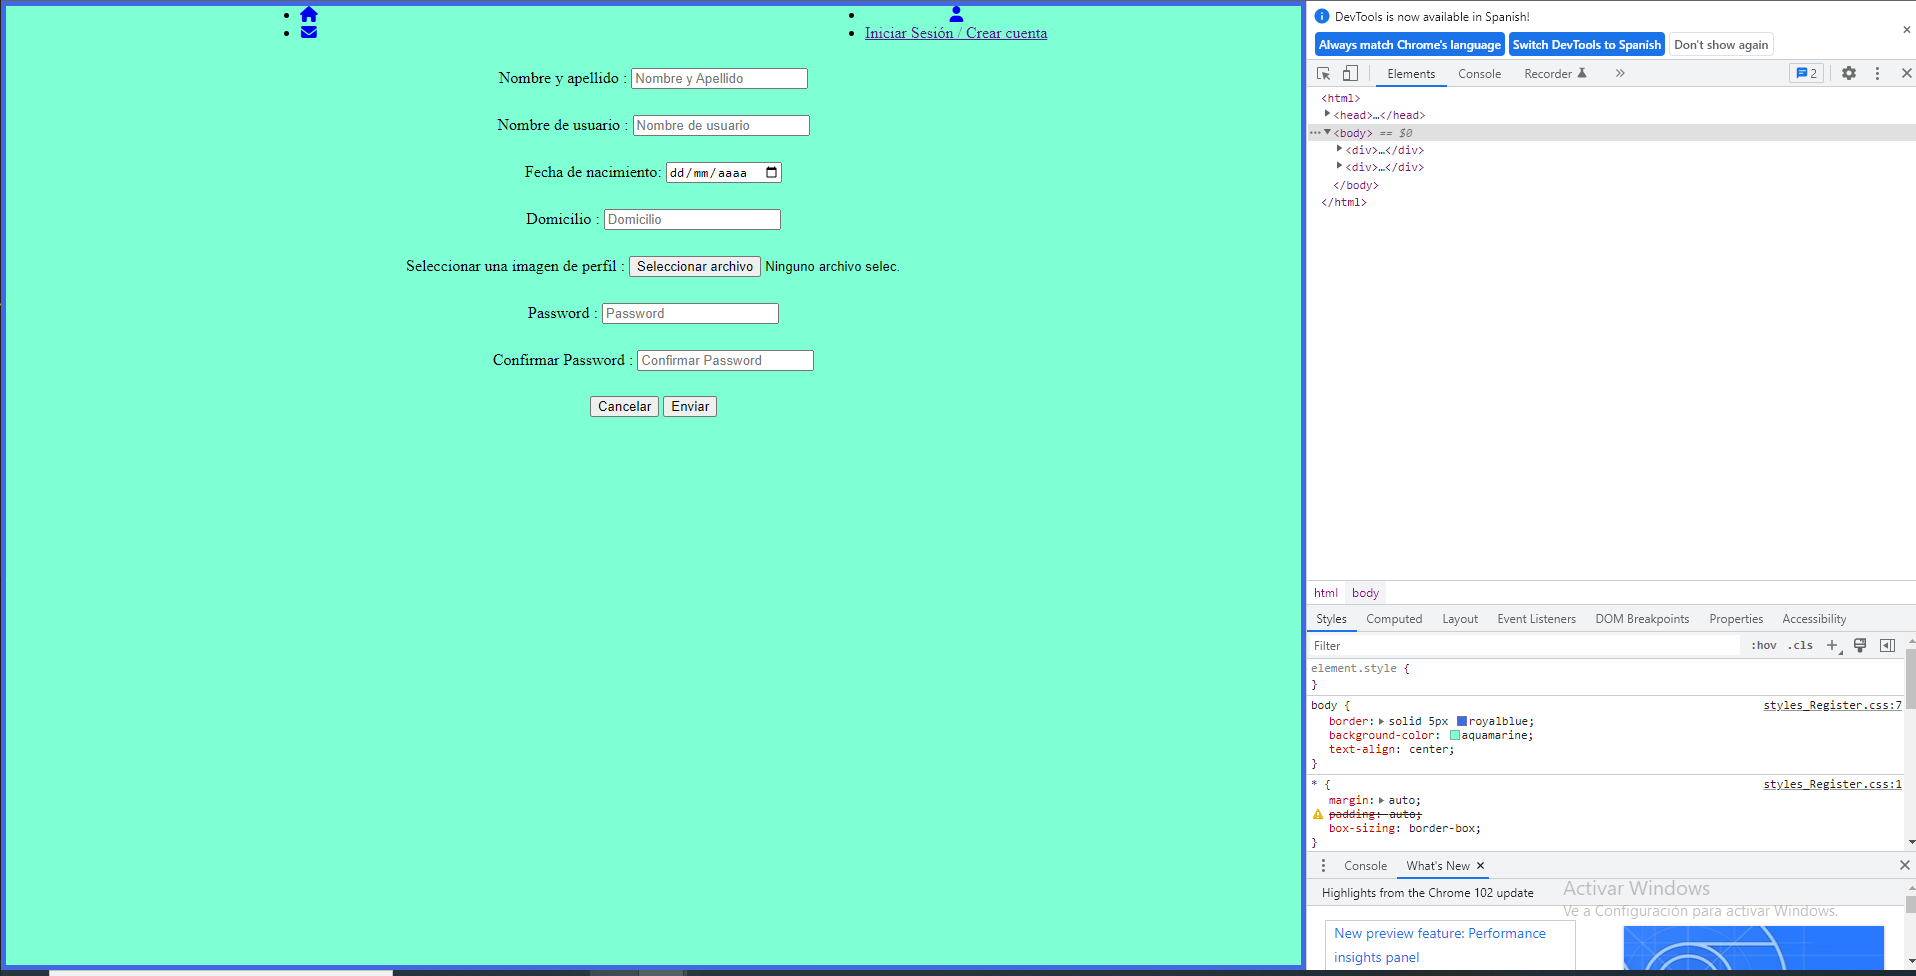 Iniciar Sesión / Crear cuenta
Nombre y apellido : Nombre y Apellido
Nombre de usuario : Nombre de usuario
Fecha de nacimiento: dd/mm/aaaa
Domicilio : Domicilio
Seleccionar una imagen de perfil : Seleccionar archivo Ninguno archivo selec.
Password : Password
Confirmar Password : Confirmar Password
Cancelar Enviar
DevTools is now available in Spanish!
Always match Chrome's language Switch DevTools to Spanish Don't show again
Elements Console Recorder 2
<html>
<head>…</head>
<body> == $0
<div>…</div>
<div>…</div>
</body>
</html>
html body
Styles Computed Layout Event Listeners DOM Breakpoints Properties Accessibility
Filter :hov .cls
element.style {
}
body { styles_Register.css:7
border: solid 5px royalblue;
background-color: aquamarine;
text-align: center;
}
* { styles_Register.css:1
margin: auto;
padding: auto;
box-sizing: border-box;
}
Console What's New
Highlights from the Chrome 102 update
Activar Windows
Ve a Configuración para activar Windows.
New preview feature: Performance
insights panel